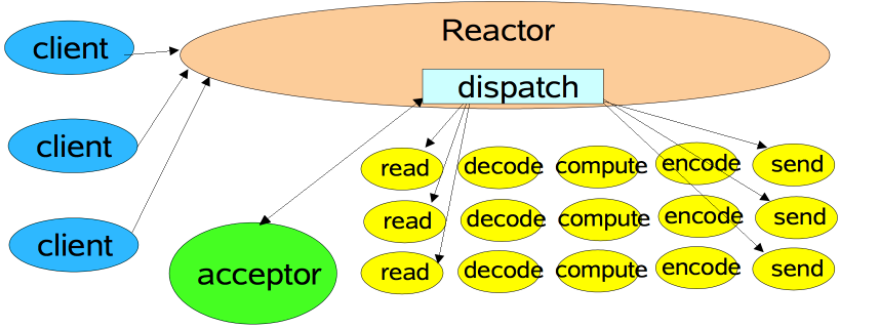 Reactor
client
dispatch
client
read decode compute encode send
read decode compute encode send
client
acceptor
read decode compute encode send